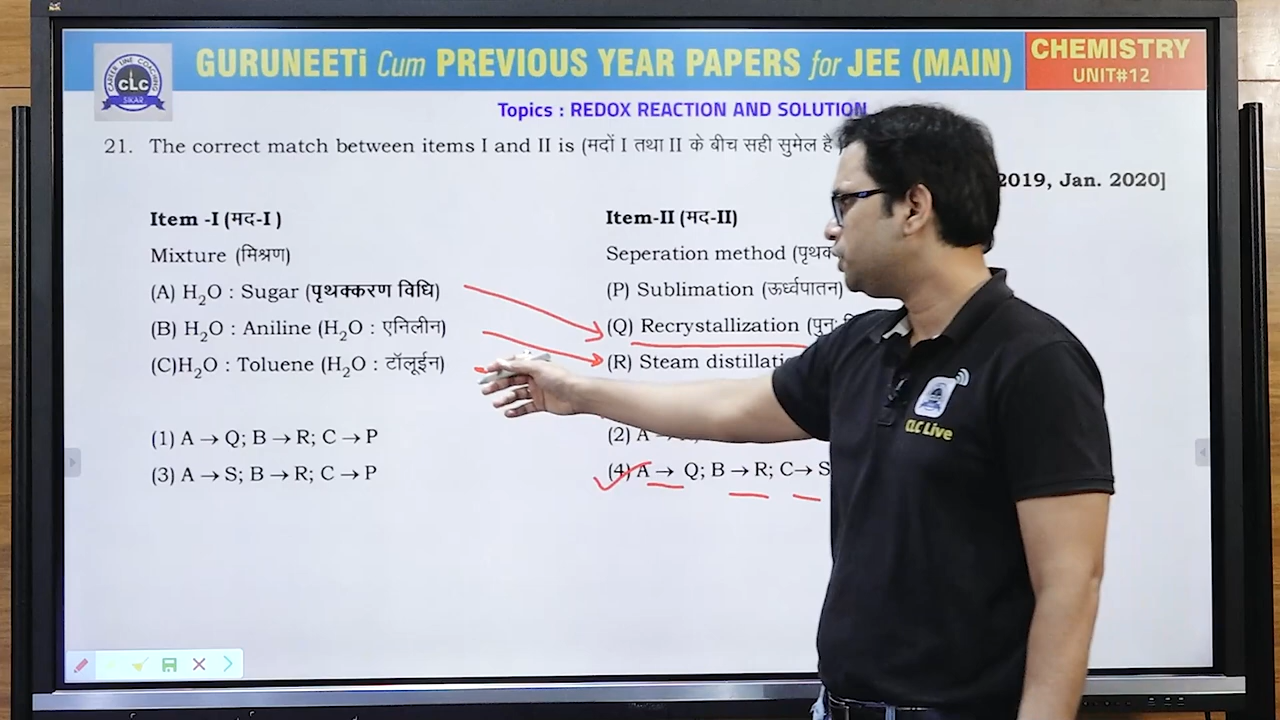 GURUNEETi Cum PREVIOUS YEAR PAPERS for JEE (MAIN)
CHEMISTRY
UNIT#12
CAREER LINE COACHING
CLC
SIKAR
Topics : REDOX REACTION AND SOLUTION
21. The correct match between items I and II is (मदों I तथा II के बीच सही सुमेल है
2019, Jan. 2020]
Item -I (मद-I ) Item-II (मद-II)
Mixture (मिश्रण) Seperation method
(A) H₂O : Sugar (पृथक्करण विधि) (P) Sublimation (ऊर्ध्वपातन)
(B) H₂O : Aniline (H₂O : एनिलीन) (Q) Recrystallization
(C)H₂O : Toluene (H₂O : टॉलूईन) (R) Steam
(1) A → Q; B → R; C → P (2) A
(3) A → S; B → R; C → P (4) A → Q; B → R; C→ S
CLC Live